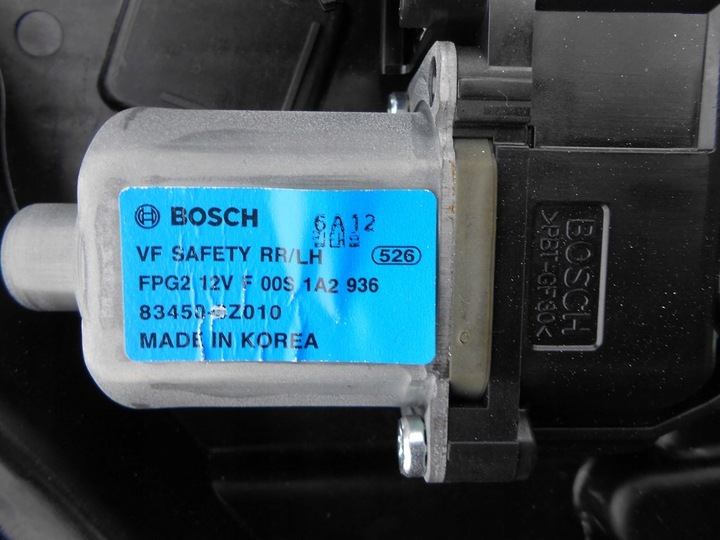 BOSCH 6A12
VF SAFETY RR/LH 526
FPG2 12V F 00S 1A2 936
MADE IN KOREA
BOSCH
>PBT-GF30<